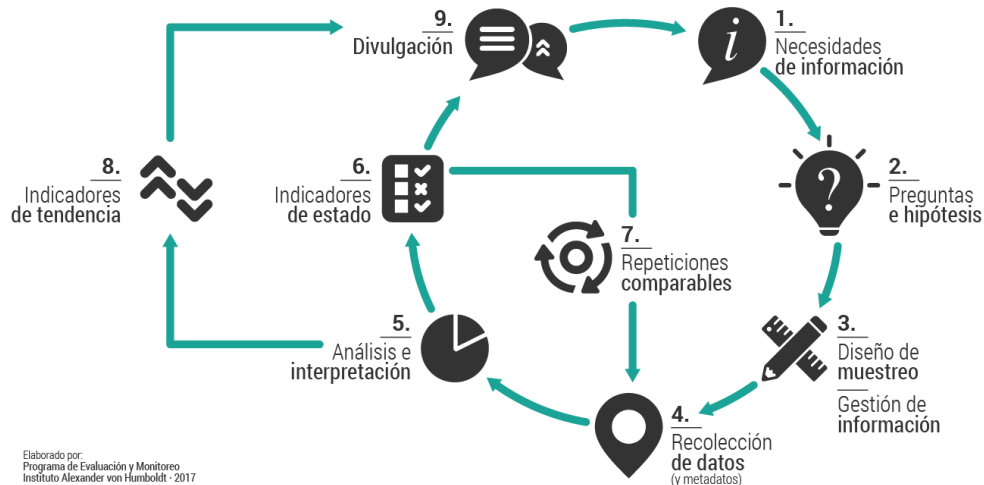 1.
Necesidades
de información
2.
Preguntas
e hipótesis
3.
Diseño de
muestreo
Gestión de
información
4.
Recolección
de datos
(y metadatos)
5.
Análisis e
interpretación
6.
Indicadores
de estado
7.
Repeticiones
comparables
8.
Indicadores
de tendencia
9.
Divulgación
i
?
Elaborado por:
Programa de Evaluación y Monitoreo
Instituto Alexander von Humboldt · 2017